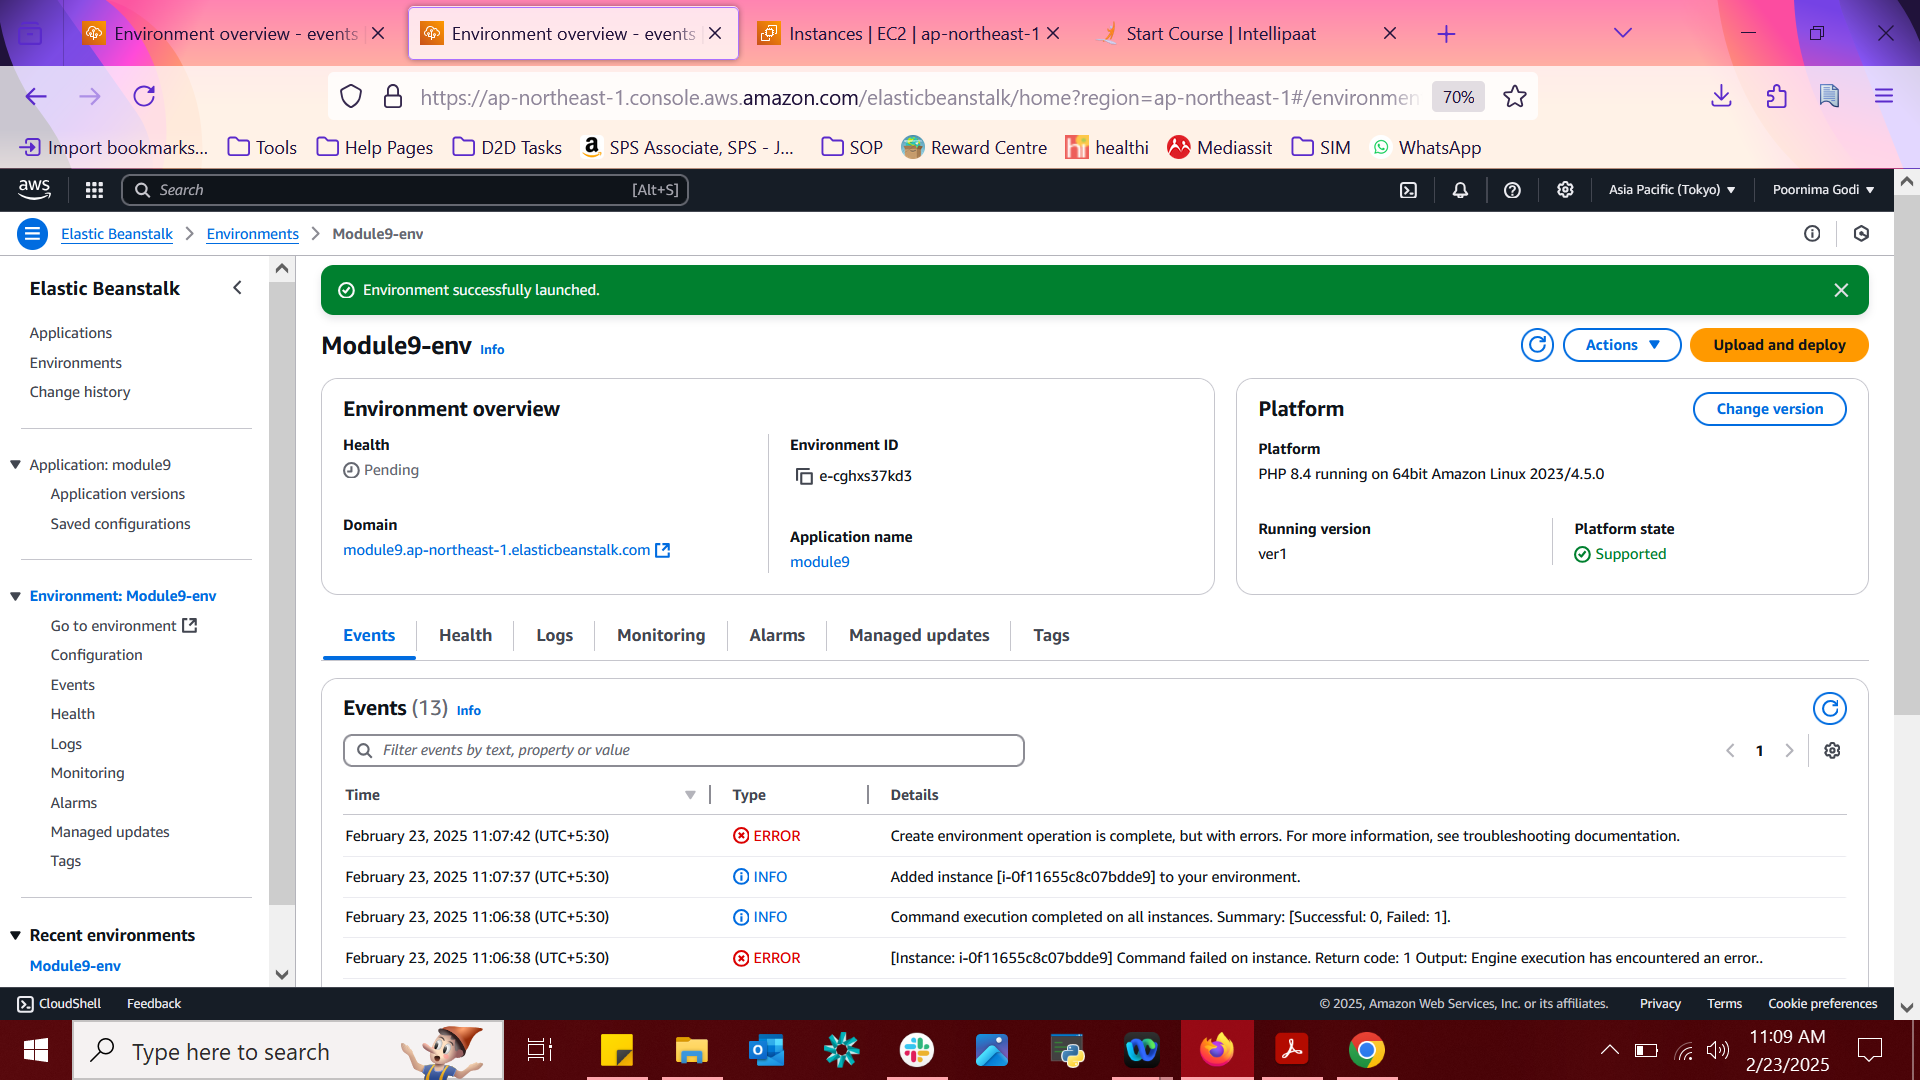 Environment overview - events
Environment overview - events
Instances | EC2 | ap-northeast-1
Start Course | Intellipaat
https://ap-northeast-1.console.aws.amazon.com/elasticbeanstalk/home?region=ap-northeast-1#/environmen
70%
Import bookmarks...
Tools
Help Pages
D2D Tasks
SPS Associate, SPS - J...
SOP
Reward Centre
healthi
Mediassit
SIM
WhatsApp
aws
Search
[Alt+S]
Asia Pacific (Tokyo)
Poornima Godi
Elastic Beanstalk
Environments
Module9-env
Elastic Beanstalk
Applications
Environments
Change history
Application: module9
Application versions
Saved configurations
Environment: Module9-env
Go to environment
Configuration
Events
Health
Logs
Monitoring
Alarms
Managed updates
Tags
Recent environments
Module9-env
Environment successfully launched.
Module9-env Info
Actions
Upload and deploy
Environment overview
Health
Pending
Domain
module9.ap-northeast-1.elasticbeanstalk.com
Environment ID
e-cghxs37kd3
Application name
module9
Platform
Change version
Platform
PHP 8.4 running on 64bit Amazon Linux 2023/4.5.0
Running version
ver1
Platform state
Supported
Events
Health
Logs
Monitoring
Alarms
Managed updates
Tags
Events (13) Info
Filter events by text, property or value
1
Time Type Details
February 23, 2025 11:07:42 (UTC+5:30) ERROR Create environment operation is complete, but with errors. For more information, see troubleshooting documentation.
February 23, 2025 11:07:37 (UTC+5:30) INFO Added instance [i-0f11655c8c07bdde9] to your environment.
February 23, 2025 11:06:38 (UTC+5:30) INFO Command execution completed on all instances. Summary: [Successful: 0, Failed: 1].
February 23, 2025 11:06:38 (UTC+5:30) ERROR [Instance: i-0f11655c8c07bdde9] Command failed on instance. Return code: 1 Output: Engine execution has encountered an error..
CloudShell
Feedback
© 2025, Amazon Web Services, Inc. or its affiliates.
Privacy
Terms
Cookie preferences
Type here to search
11:09 AM
2/23/2025